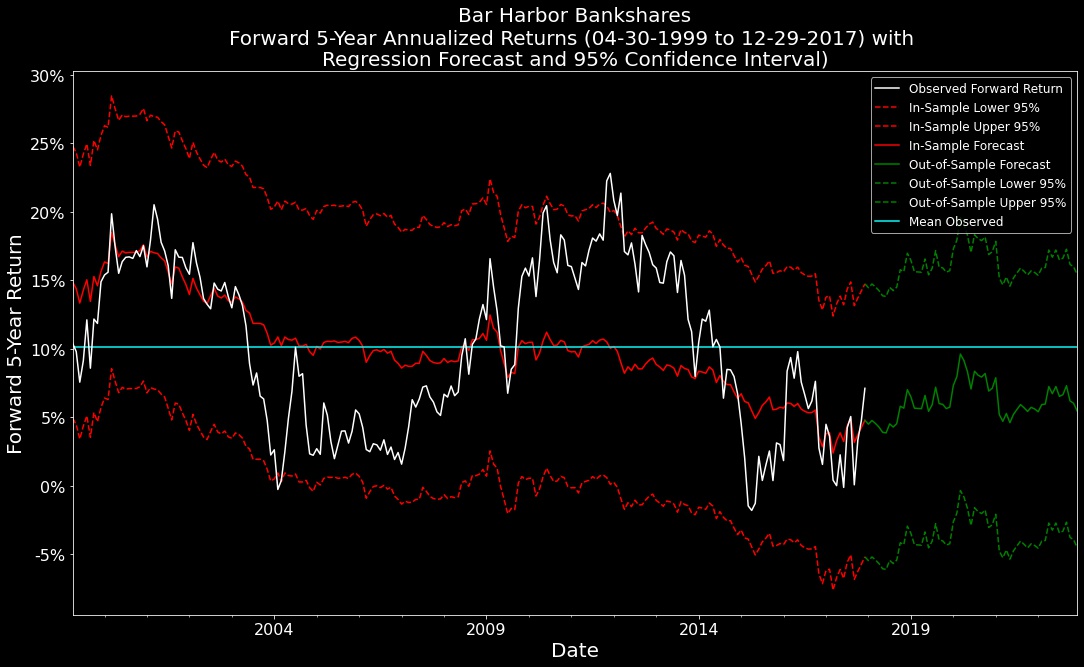 Bar Harbor Bankshares
Forward 5-Year Annualized Returns (04-30-1999 to 12-29-2017) with
Regression Forecast and 95% Confidence Interval)
30%
25%
20%
15%
10%
5%
0%
-5%
Forward 5-Year Return
Observed Forward Return
In-Sample Lower 95%
In-Sample Upper 95%
In-Sample Forecast
Out-of-Sample Forecast
Out-of-Sample Lower 95%
Out-of-Sample Upper 95%
Mean Observed
2004
2009
2014
2019
Date